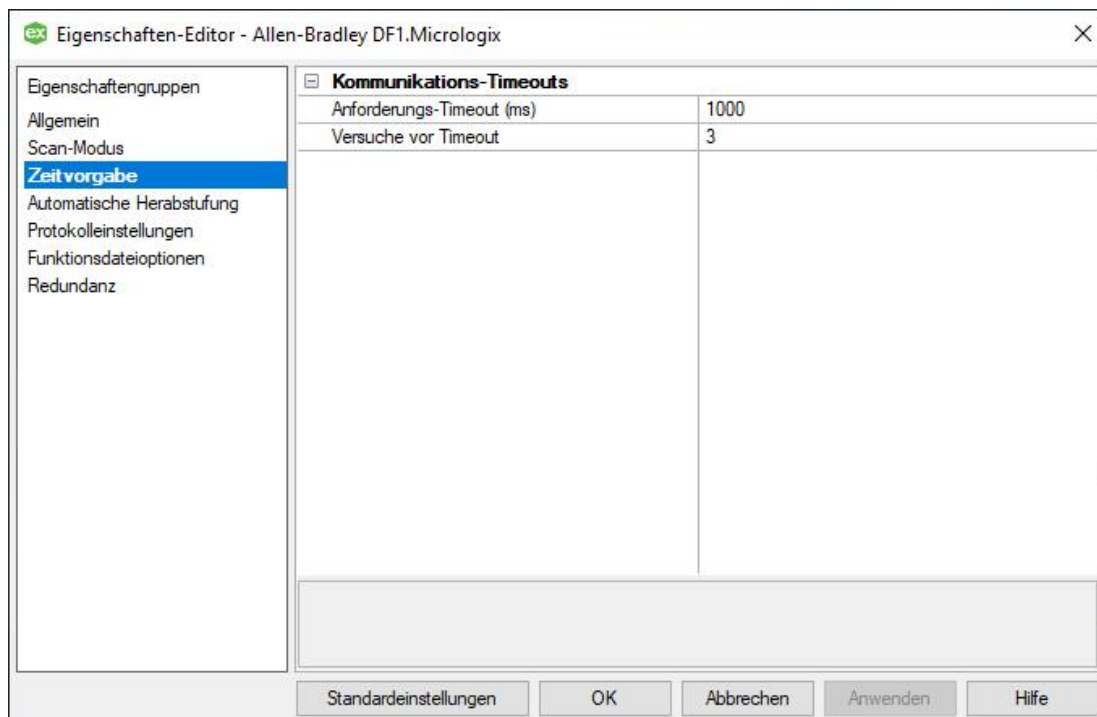 ex Eigenschaften-Editor - Allen-Bradley DF1.Micrologix
Eigenschaftengruppen
Allgemein
Scan-Modus
Zeitvorgabe
Automatische Herabstufung
Protokolleinstellungen
Funktionsdateioptionen
Redundanz
Kommunikations-Timeouts
Anforderungs-Timeout (ms) 1000
Versuche vor Timeout 3
Standardeinstellungen OK Abbrechen Anwenden Hilfe